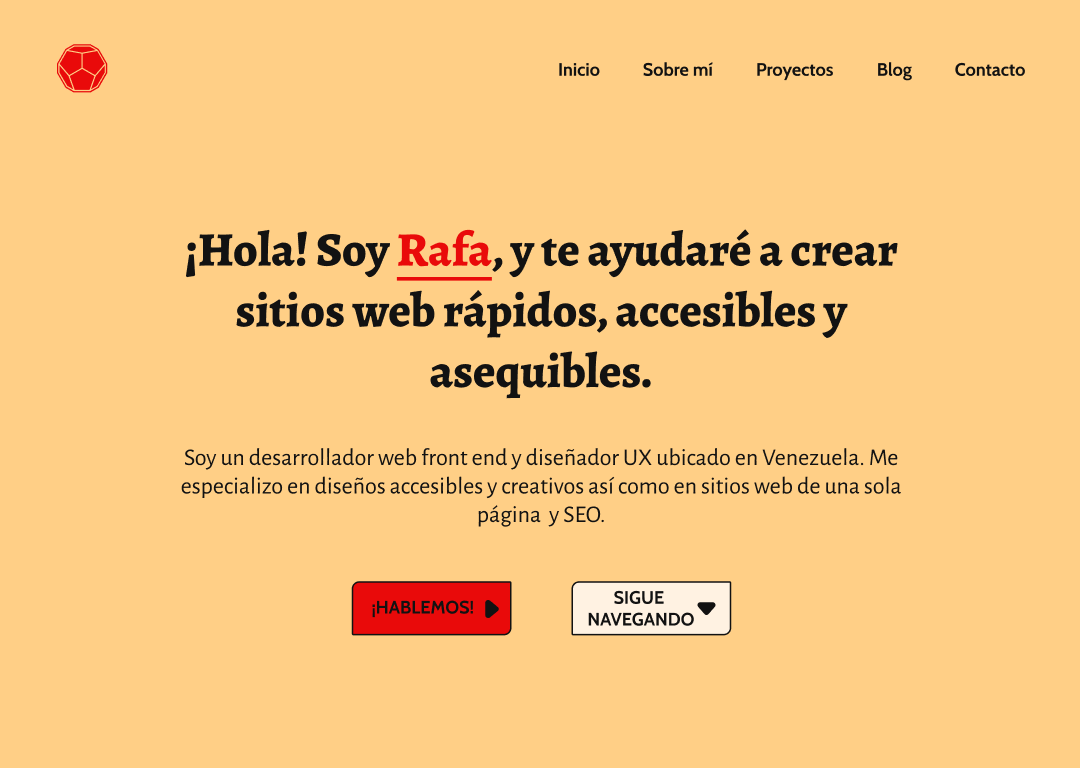 Inicio Sobre mí Proyectos Blog Contacto
¡Hola! Soy Rafa, y te ayudaré a crear
sitios web rápidos, accesibles y
asequibles.
Soy un desarrollador web front end y diseñador UX ubicado en Venezuela. Me
especializo en diseños accesibles y creativos así como en sitios web de una sola
página y SEO.
¡HABLEMOS!
SIGUE
NAVEGANDO